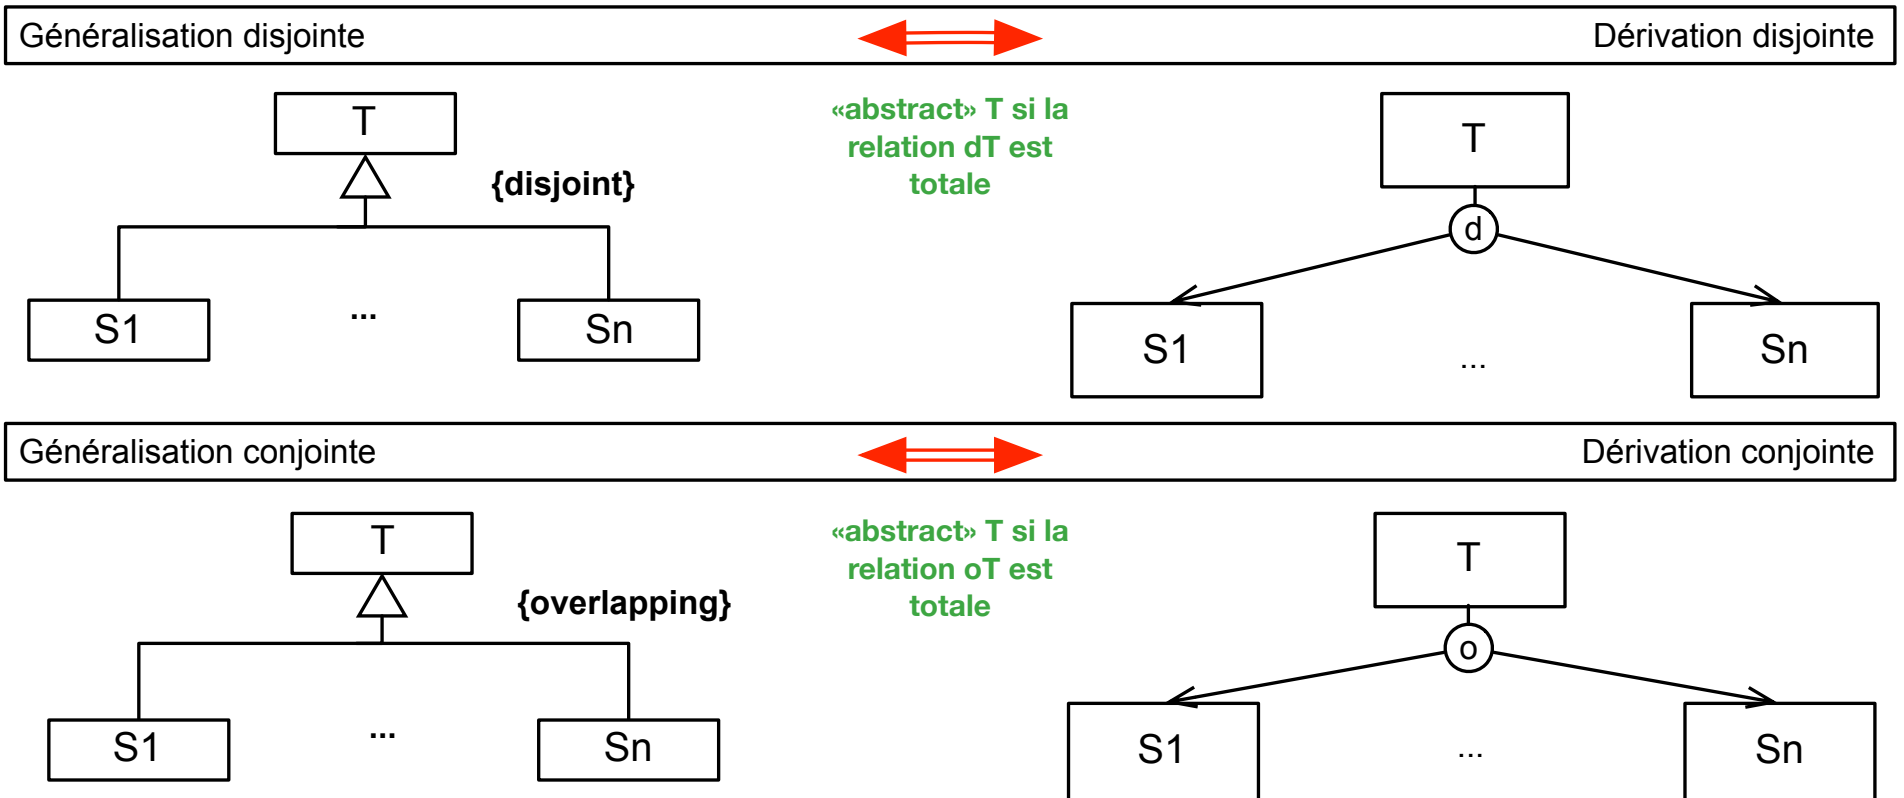 Généralisation disjointe
Dérivation disjointe
T
«abstract» T si la
relation dT est
totale
T
{disjoint}
d
S1
...
Sn
S1
...
Sn
Généralisation conjointe
Dérivation conjointe
T
«abstract» T si la
relation oT est
totale
T
{overlapping}
o
S1
...
Sn
S1
...
Sn